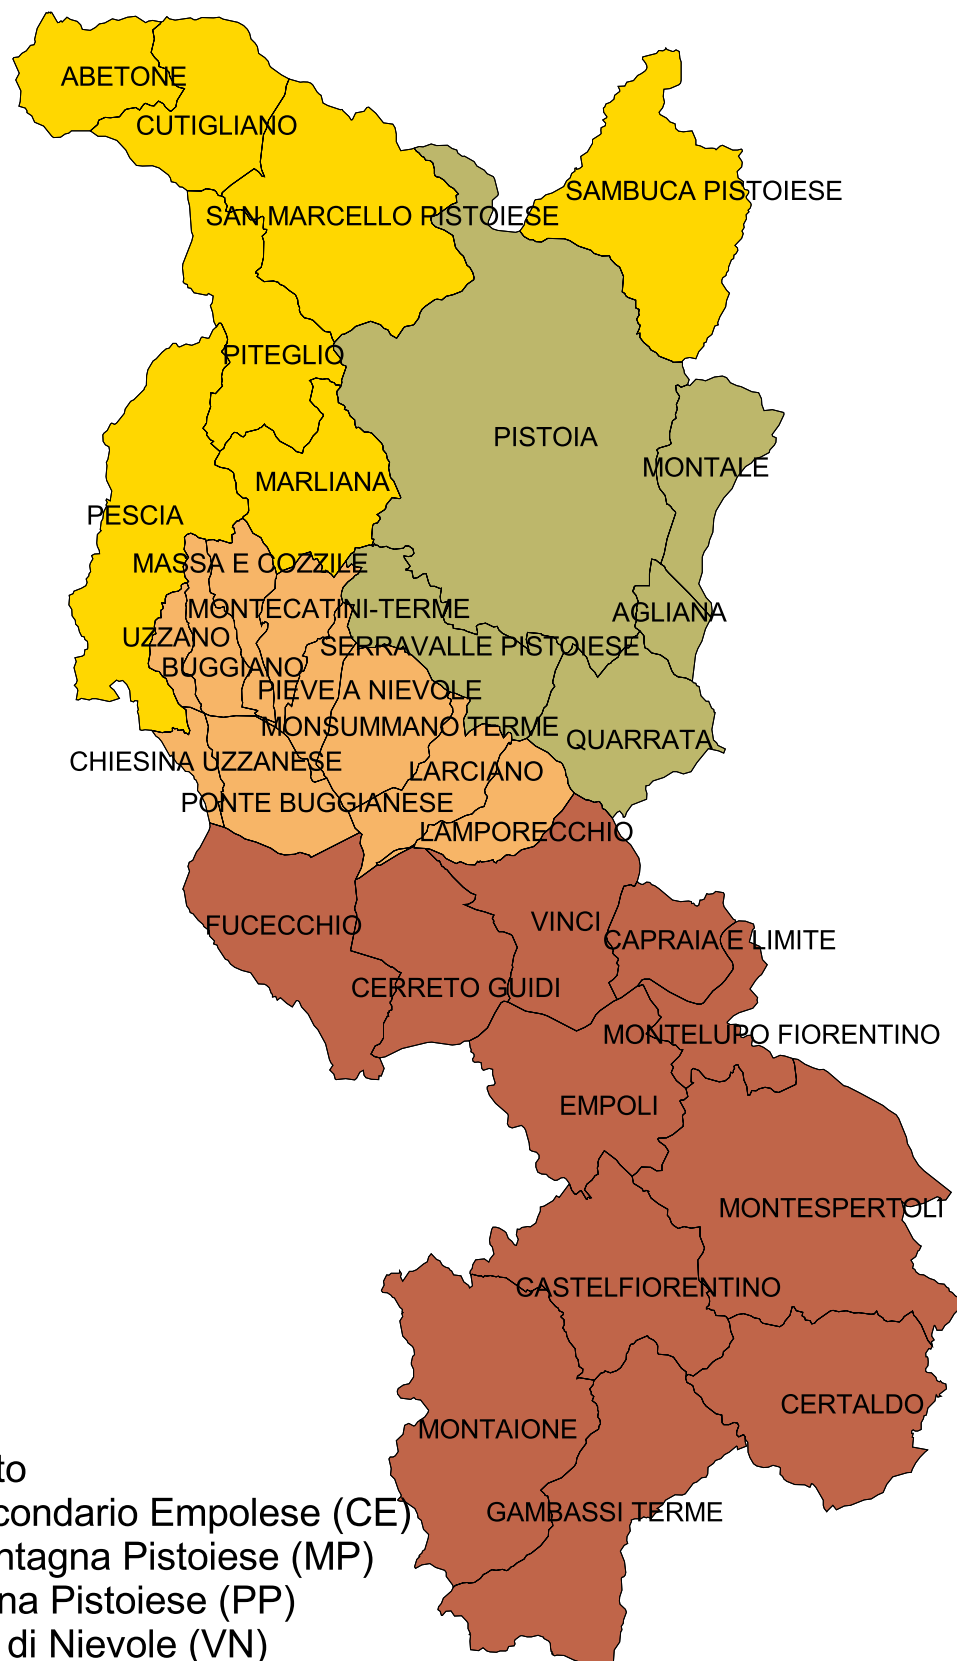 ABETONE
CUTIGLIANO
SAMBUCA PISTOIESE
SAN MARCELLO PISTOIESE
PITEGLIO
PISTOIA
MONTALE
MARLIANA
PESCIA
MASSA E COZZILE
MONTECATINI-TERME
AGLIANA
UZZANO
SERRAVALLE PISTOIESE
BUGGIANO
PIEVE A NIEVOLE
MONSUMMANO TERME
QUARRATA
CHIESINA UZZANESE
LARCIANO
PONTE BUGGIANESE
LAMPORECCHIO
VINCI
FUCECCHIO
CAPRAIA E LIMITE
CERRETO GUIDI
MONTELUPO FIORENTINO
EMPOLI
MONTESPERTOLI
CASTELFIORENTINO
CERTALDO
MONTAIONE
GAMBASSI TERME
to
condario Empolese (CE)
ntagna Pistoiese (MP)
na Pistoiese (PP)
di Nievole (VN)